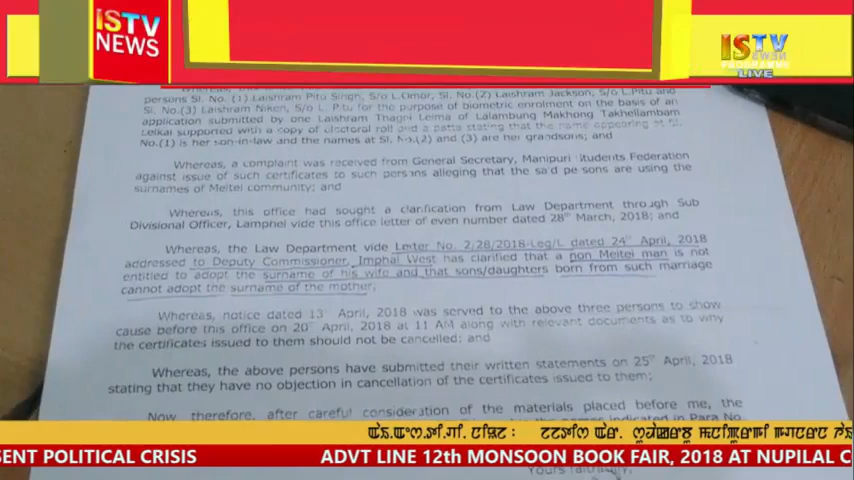 ISTV
NEWS
ISTV
PROGRAMME
LIVE
persons Sl. No. (1) Laishram Pitu Singh, S/o L.Omor, Sl. No.(2) Laishram Jackson, S/o L.Pitu and
Sl. No.(3) Laishram Niken, S/o L. Pitu for the purpose of biometric enrolment on the basis of an
application submitted by one Laishram Thagni Leima of Lalambung Makhong Takhellambam
Leikai supported with a copy of electoral roll and a patta stating that the name appearing at Sl.
No.(1) is her son-in-law and the names at Sl. No.(2) and (3) are her grandsons; and
Whereas, a complaint was received from General Secretary, Manipuri Students Federation
against issue of such certificates to such persons alleging that the said persons are using the
surnames of Meitei community; and
Whereas, this office had sought a clarification from Law Department through Sub
Divisional Officer, Lamphel vide this office letter of even number dated 28th March, 2018; and
Whereas, the Law Department vide Letter No. 2/28/2018-Leg/L dated 24th April, 2018
addressed to Deputy Commissioner, Imphal West has clarified that a non Meitei man is not
entitled to adopt the surname of his wife and that sons/daughters born from such marriage
cannot adopt the surname of the mother;
Whereas, notice dated 13th April, 2018 was served to the above three persons to show
cause before this office on 20th April, 2018 at 11 AM along with relevant documents as to why
the certificates issued to them should not be cancelled; and
Whereas, the above persons have submitted their written statements on 25th April, 2018
stating that they have no objection in cancellation of the certificates issued to them;
Now, therefore, after careful consideration of the materials placed before me, the
names indicated in Para No.
SENT POLITICAL CRISIS
ADVT LINE 12th MONSOON BOOK FAIR, 2018 AT NUPILAL C
Yours faithfully,